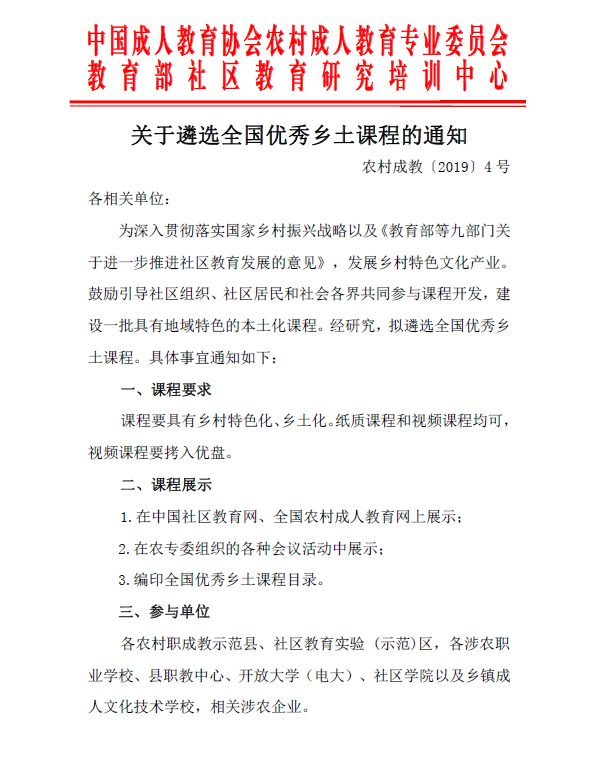 中国成人教育协会农村成人教育专业委员会
教育部社区教育研究培训中心
关于遴选全国优秀乡土课程的通知
农村成教〔2019〕4 号
各相关单位：
为深入贯彻落实国家乡村振兴战略以及《教育部等九部门关
于进一步推进社区教育发展的意见》，发展乡村特色文化产业。
鼓励引导社区组织、社区居民和社会各界共同参与课程开发，建
设一批具有地域特色的本土化课程。经研究，拟遴选全国优秀乡
土课程。具体事宜通知如下：
一、课程要求
课程要具有乡村特色化、乡土化。纸质课程和视频课程均可，
视频课程要拷入优盘。
二、课程展示
1.在中国社区教育网、全国农村成人教育网上展示；
2.在农专委组织的各种会议活动中展示；
3.编印全国优秀乡土课程目录。
三、参与单位
各农村职成教示范县、社区教育实验 (示范)区，各涉农职
业学校、县职教中心、开放大学（电大）、社区学院以及乡镇成
人文化技术学校，相关涉农企业。